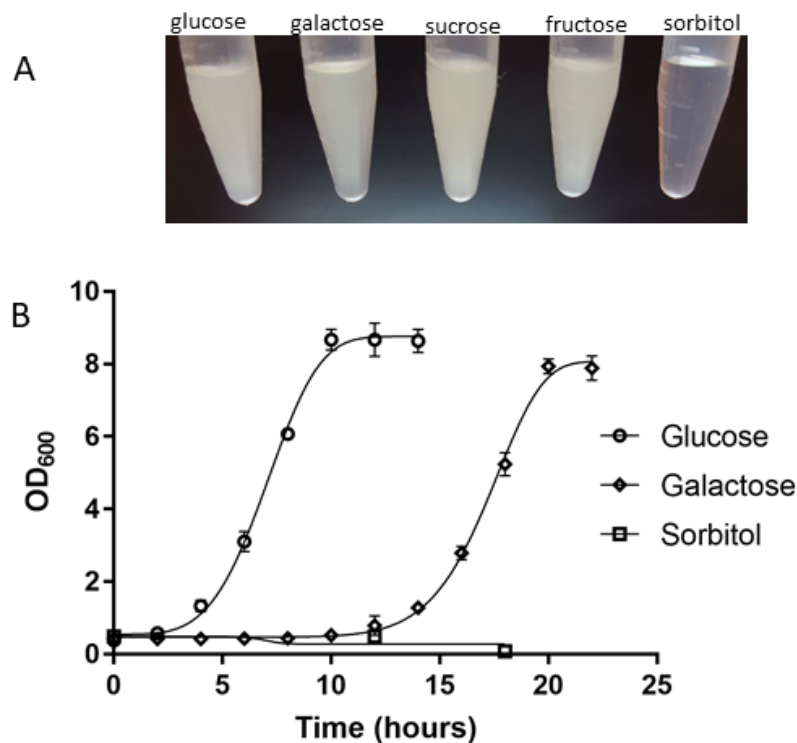 glucose galactose sucrose fructose sorbitol
A
B
10
8
6
4
2
0
OD600
0 5 10 15 20 25
Time (hours)
Glucose
Galactose
Sorbitol